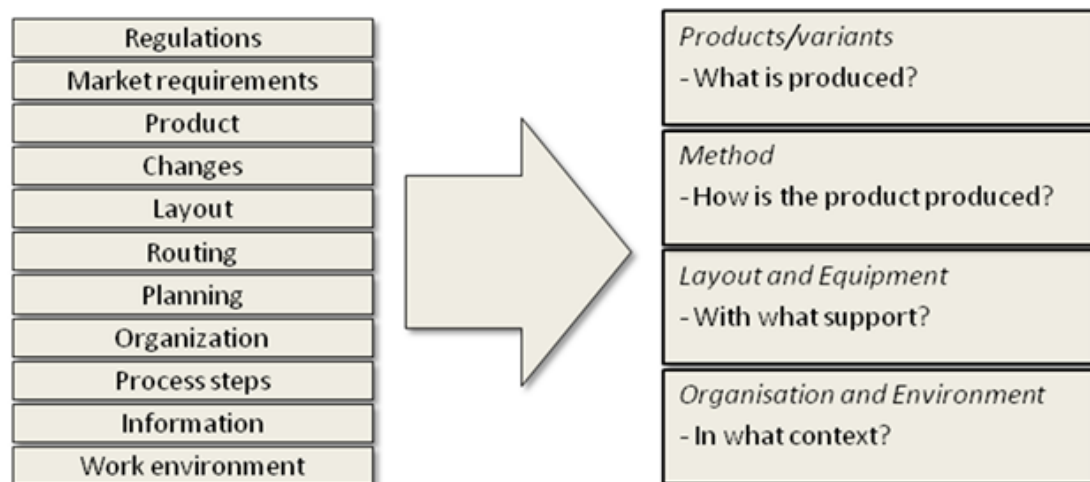 Regulations
Market requirements
Product
Changes
Layout
Routing
Planning
Organization
Process steps
Information
Work environment
Products/variants
- What is produced?
Method
- How is the product produced?
Layout and Equipment
- With what support?
Organisation and Environment
- In what context?